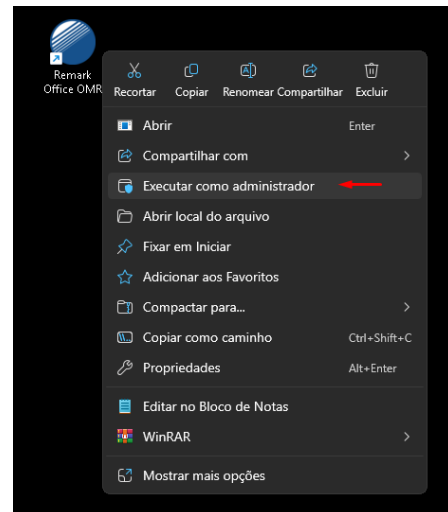 Remark
Office OMR
Recortar Copiar Renomear Compartilhar Excluir
Abrir Enter
Compartilhar com
Executar como administrador
Abrir local do arquivo
Fixar em Iniciar
Adicionar aos Favoritos
Compactar para...
Copiar como caminho Ctrl+Shift+C
Propriedades Alt+Enter
Editar no Bloco de Notas
WinRAR
Mostrar mais opções